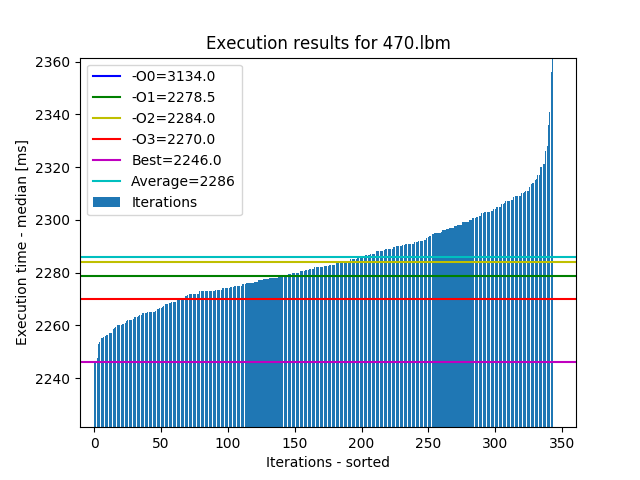 Execution results for 470.lbm
2360
2340
2320
2300
2280
2260
2240
Execution time - median [ms]
-O0=3134.0
-O1=2278.5
-O2=2284.0
-O3=2270.0
Best=2246.0
Average=2286
Iterations
0 50 100 150 200 250 300 350
Iterations - sorted